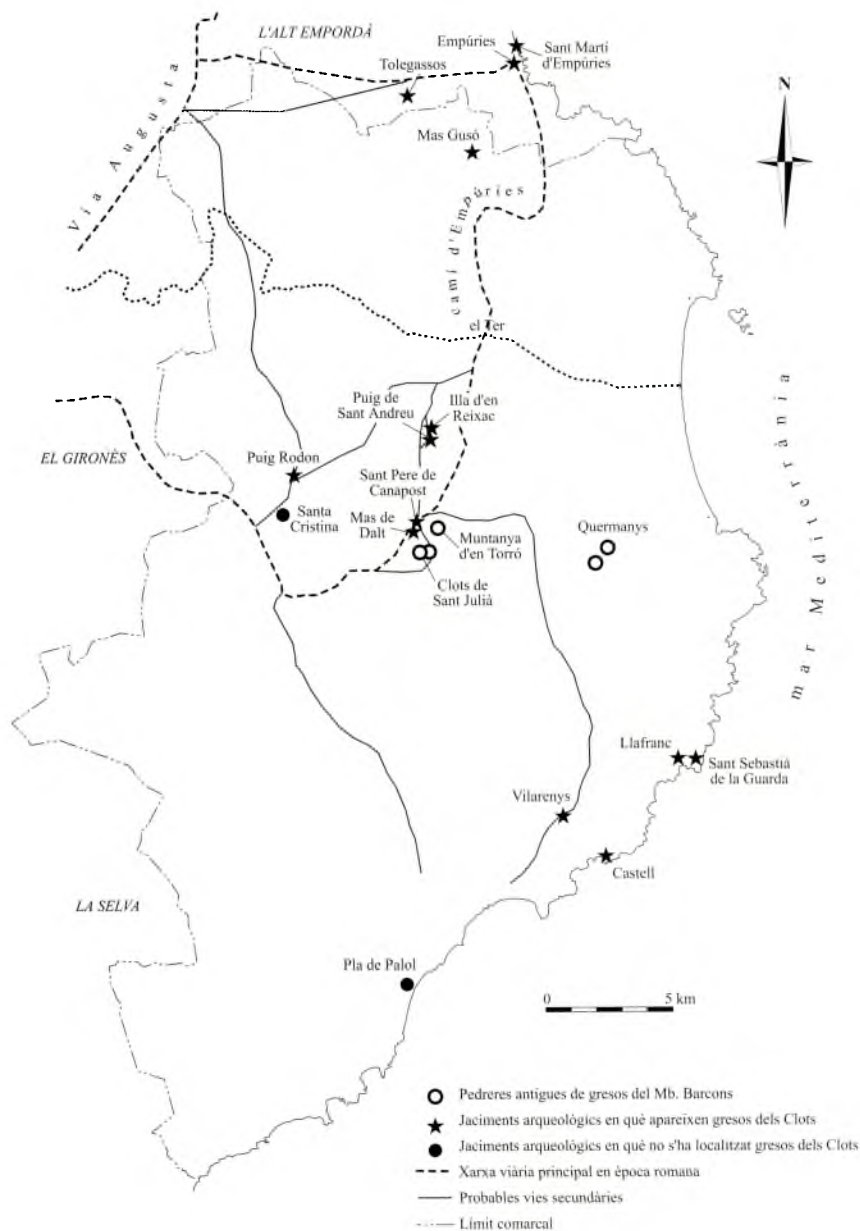 L'ALT EMPORDÀ
Empúries
Sant Martí
d'Empúries
Tolegassos
N
Via Augusta
Mas Gusó
camí d'Empúries
el Ter
mar Mediterrània
Puig de
Sant Andreu
Illa d'en
Reixac
EL GIRONÈS
Puig Rodon
Sant Pere de
Canapost
Santa
Cristina
Mas de
Dalt
Muntanya
d'en Torró
Quermanys
Clots de
Sant Julià
Llafranc
Sant Sebastià
de la Guarda
Vilarenys
Castell
LA SELVA
Pla de Palol
0 5 km
Pedreres antigues de gresos del Mb. Barcons
Jaciments arqueològics en què apareixen gresos dels Clots
Jaciments arqueològics en què no s'ha localitzat gresos dels Clots
Xarxa viària principal en època romana
Probables vies secundàries
Límit comarcal